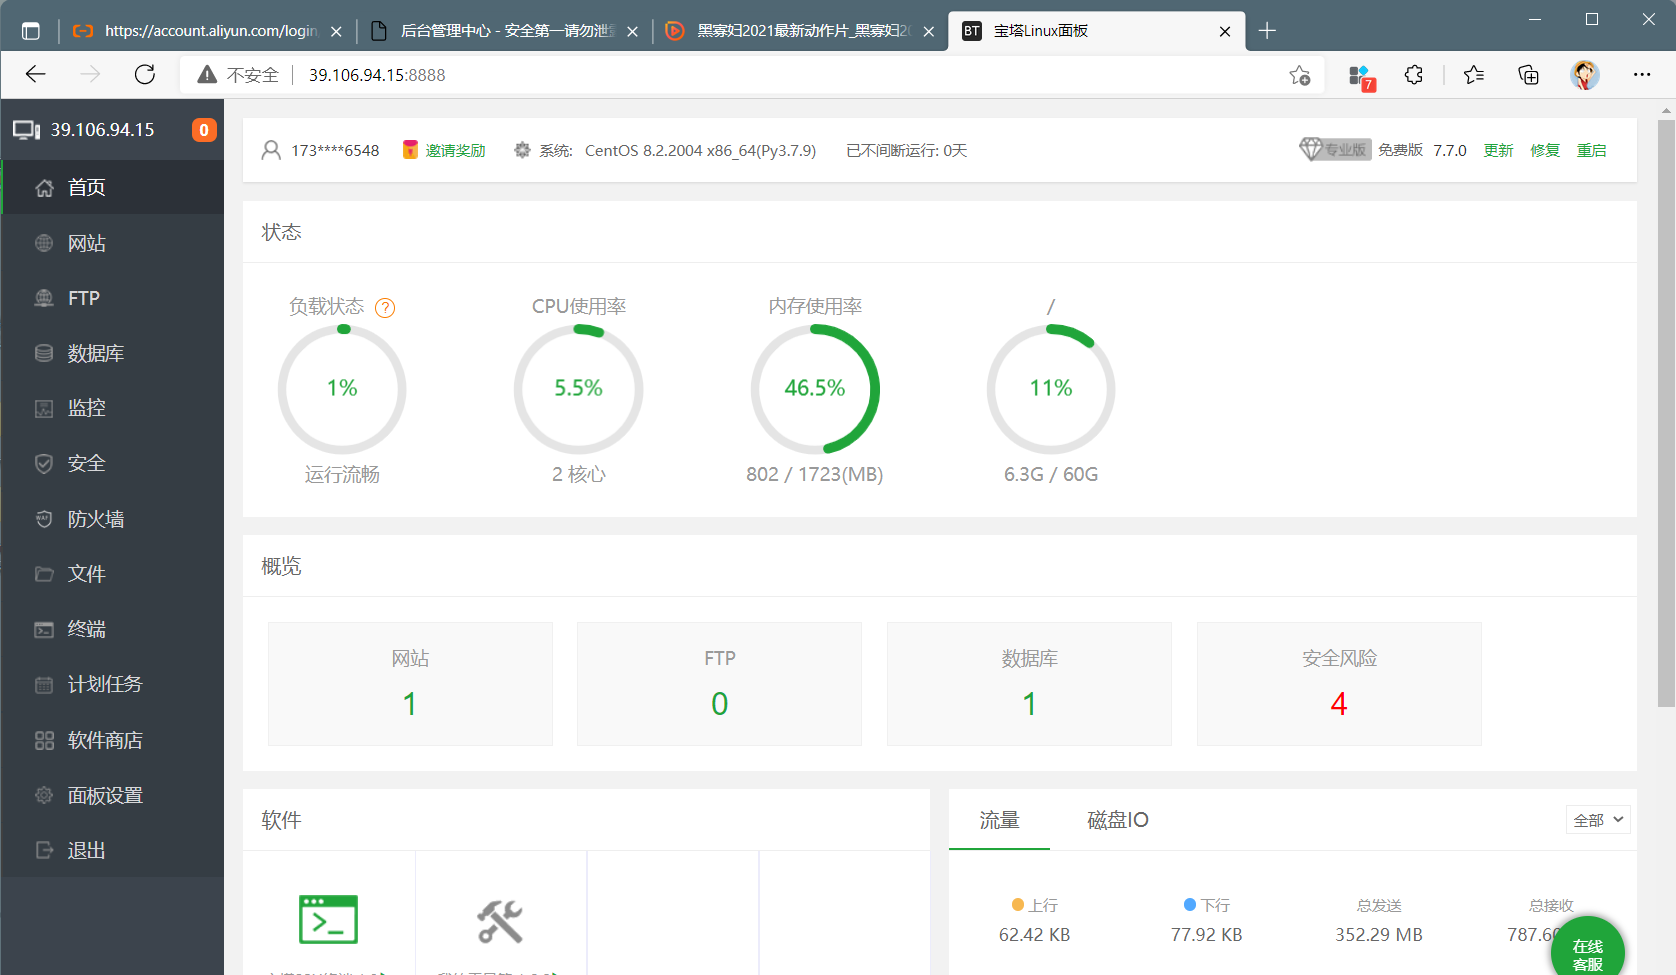 https://account.aliyun.com/login
后台管理中心 - 安全第一请勿泄
黑寡妇2021最新动作片_黑寡妇20
BT 宝塔Linux面板
不安全 39.106.94.15:8888
7
39.106.94.15 0
首页
网站
FTP
数据库
监控
安全
防火墙
文件
终端
计划任务
软件商店
面板设置
退出
173****6548 邀请奖励 系统: CentOS 8.2.2004 x86_64(Py3.7.9) 已不间断运行: 0天 专业版 免费版 7.7.0 更新 修复 重启
状态
负载状态 ? CPU使用率 内存使用率 /
1% 5.5% 46.5% 11%
运行流畅 2 核心 802 / 1723(MB) 6.3G / 60G
概览
网站 FTP 数据库 安全风险
1 0 1 4
软件
流量 磁盘IO 全部
上行 下行 总发送 总接收
62.42 KB 77.92 KB 352.29 MB 787.6
在线
客服